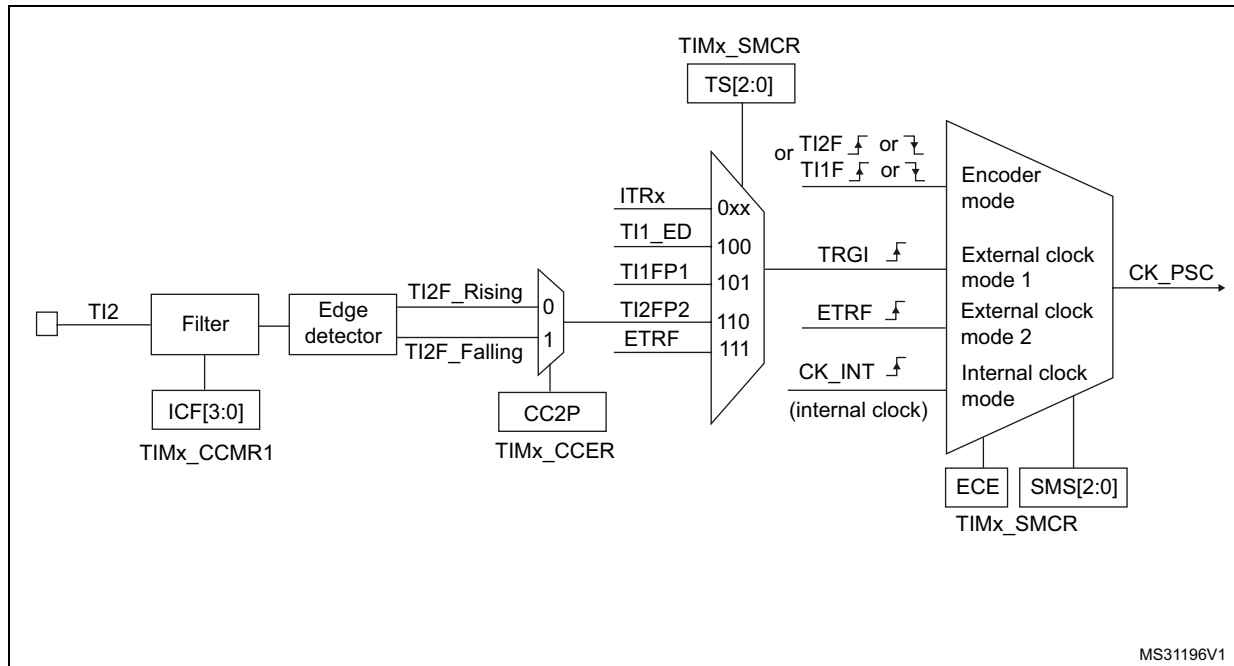 TIMx_SMCR
TS[2:0]
or TI2F or
TI1F or
Encoder
mode
ITRx
0xx
TI1_ED
100
TRGI
External clock
mode 1
CK_PSC
TI1FP1
101
TI2F_Rising
TI2
Filter
Edge
detector
0
TI2FP2
110
ETRF
External clock
mode 2
1
TI2F_Falling
ETRF
111
CK_INT
(internal clock)
Internal clock
mode
ICF[3:0]
TIMx_CCMR1
CC2P
TIMx_CCER
ECE
SMS[2:0]
TIMx_SMCR
MS31196V1